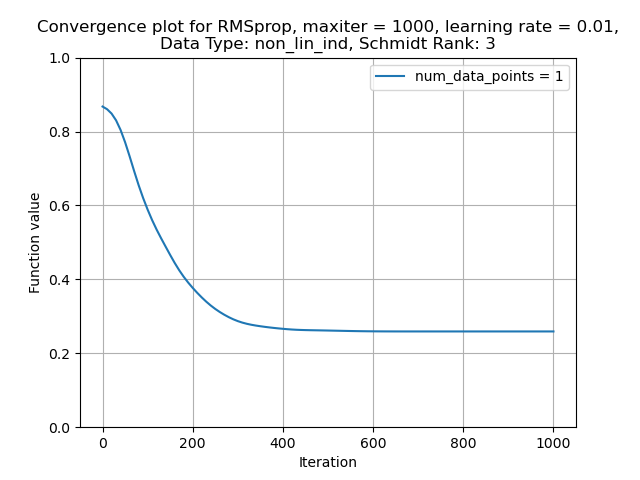 Convergence plot for RMSprop, maxiter = 1000, learning rate = 0.01,
Data Type: non_lin_ind, Schmidt Rank: 3
num_data_points = 1
1.0
0.8
0.6
0.4
0.2
0.0
Function value
0 200 400 600 800 1000
Iteration